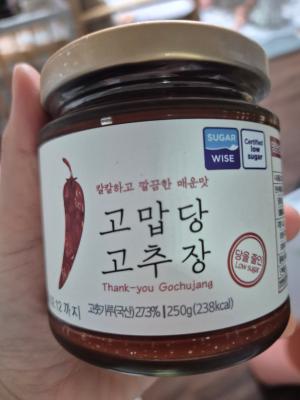 SUGAR
WISE
Certified
low
sugar
칼칼하고 깔끔한 매운맛
고맙당
고추장
Thank-you Gochujang
당을 줄인
Low sugar
12.까지
고춧가루(국산) 27.3% | 250g (238kcal)